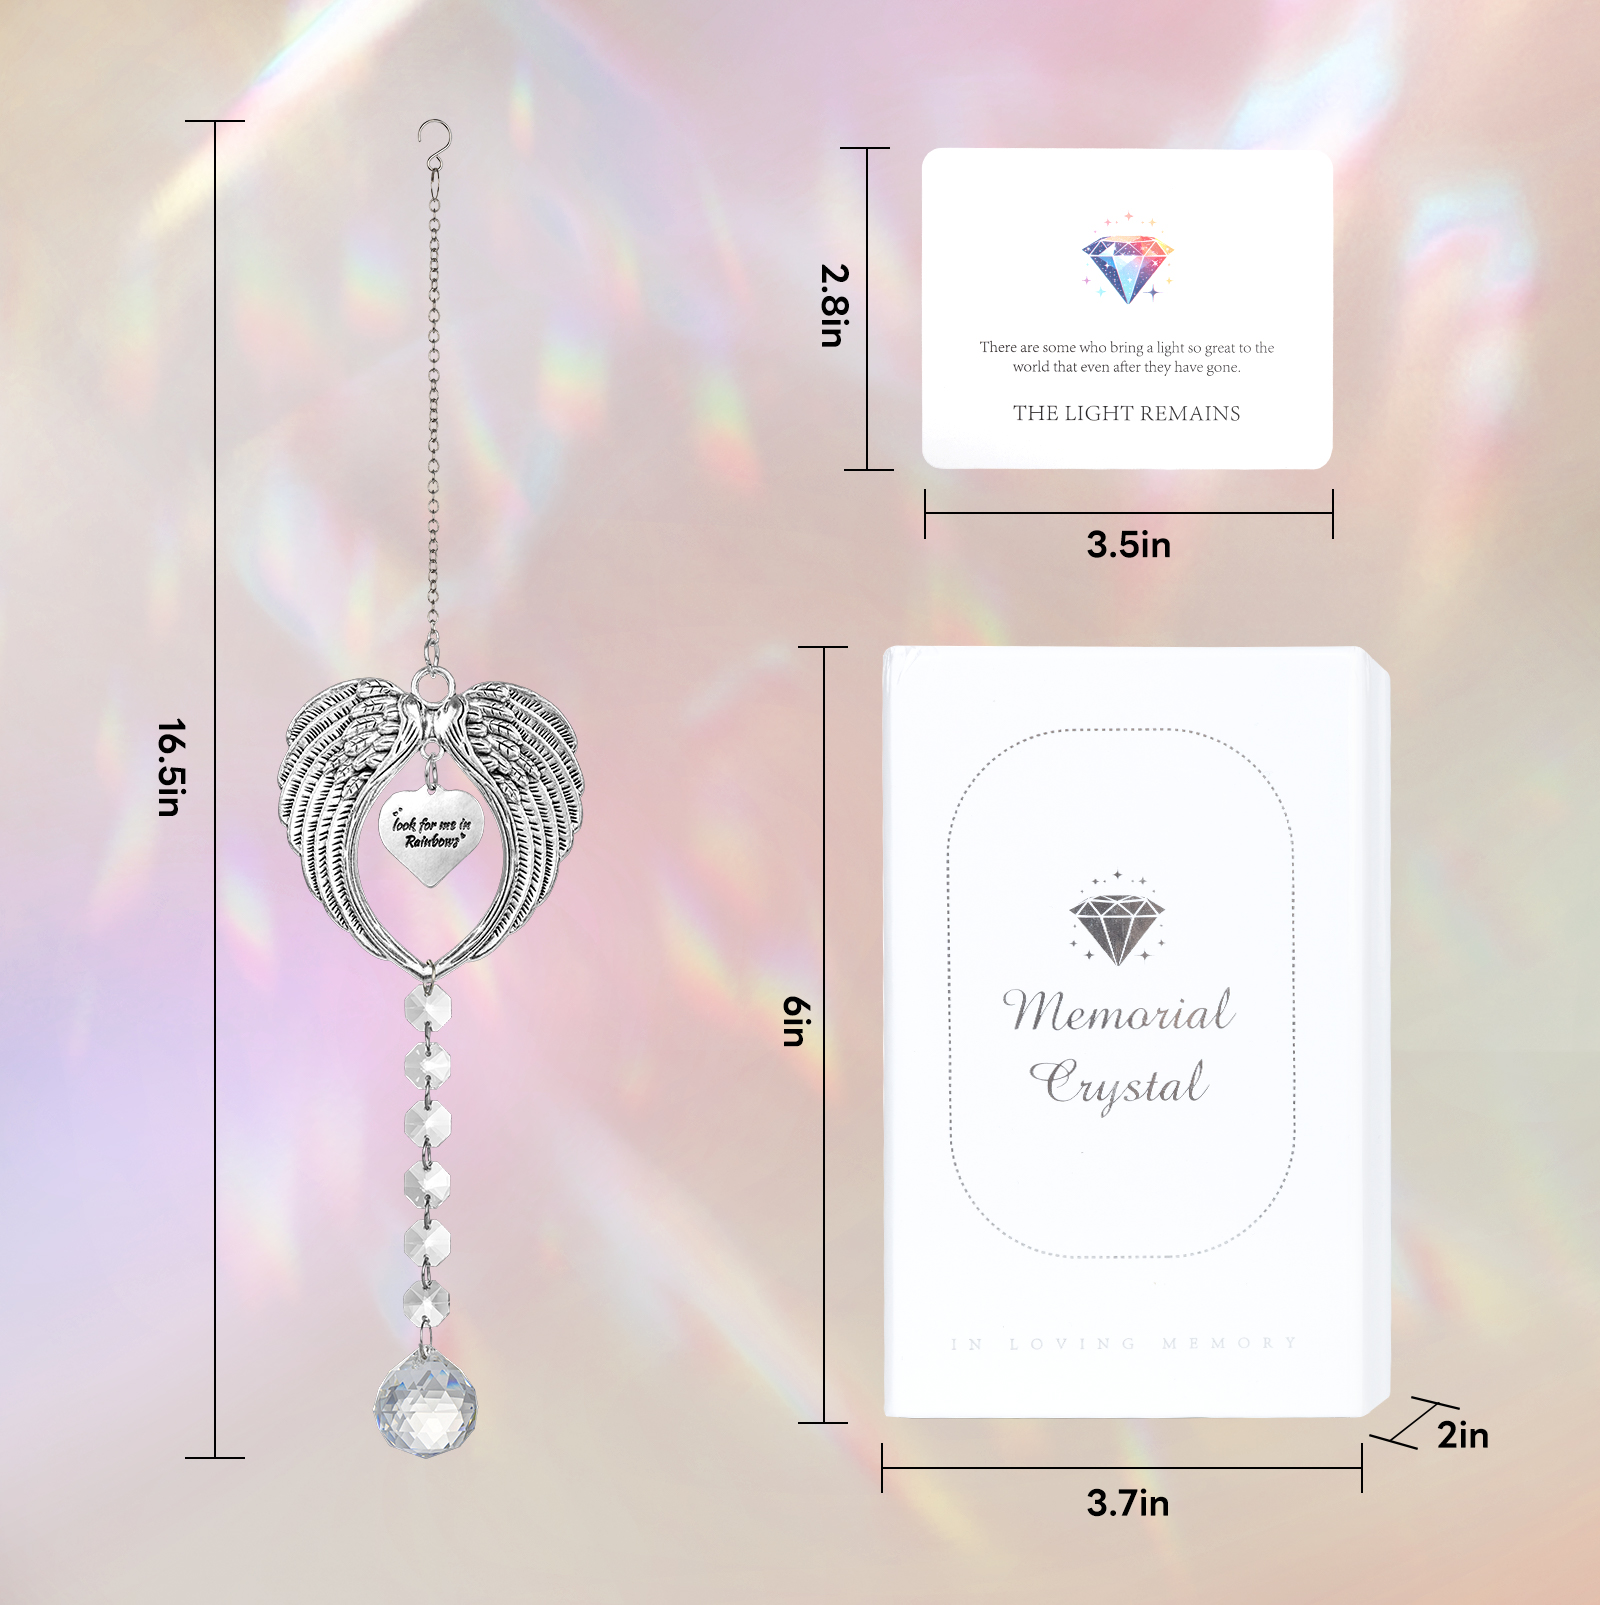 16.5in
look for me in
Rainbows
2.8in
There are some who bring a light so great to the
world that even after they have gone.
THE LIGHT REMAINS
3.5in
6in
Memorial
Crystal
IN LOVING MEMORY
2in
3.7in